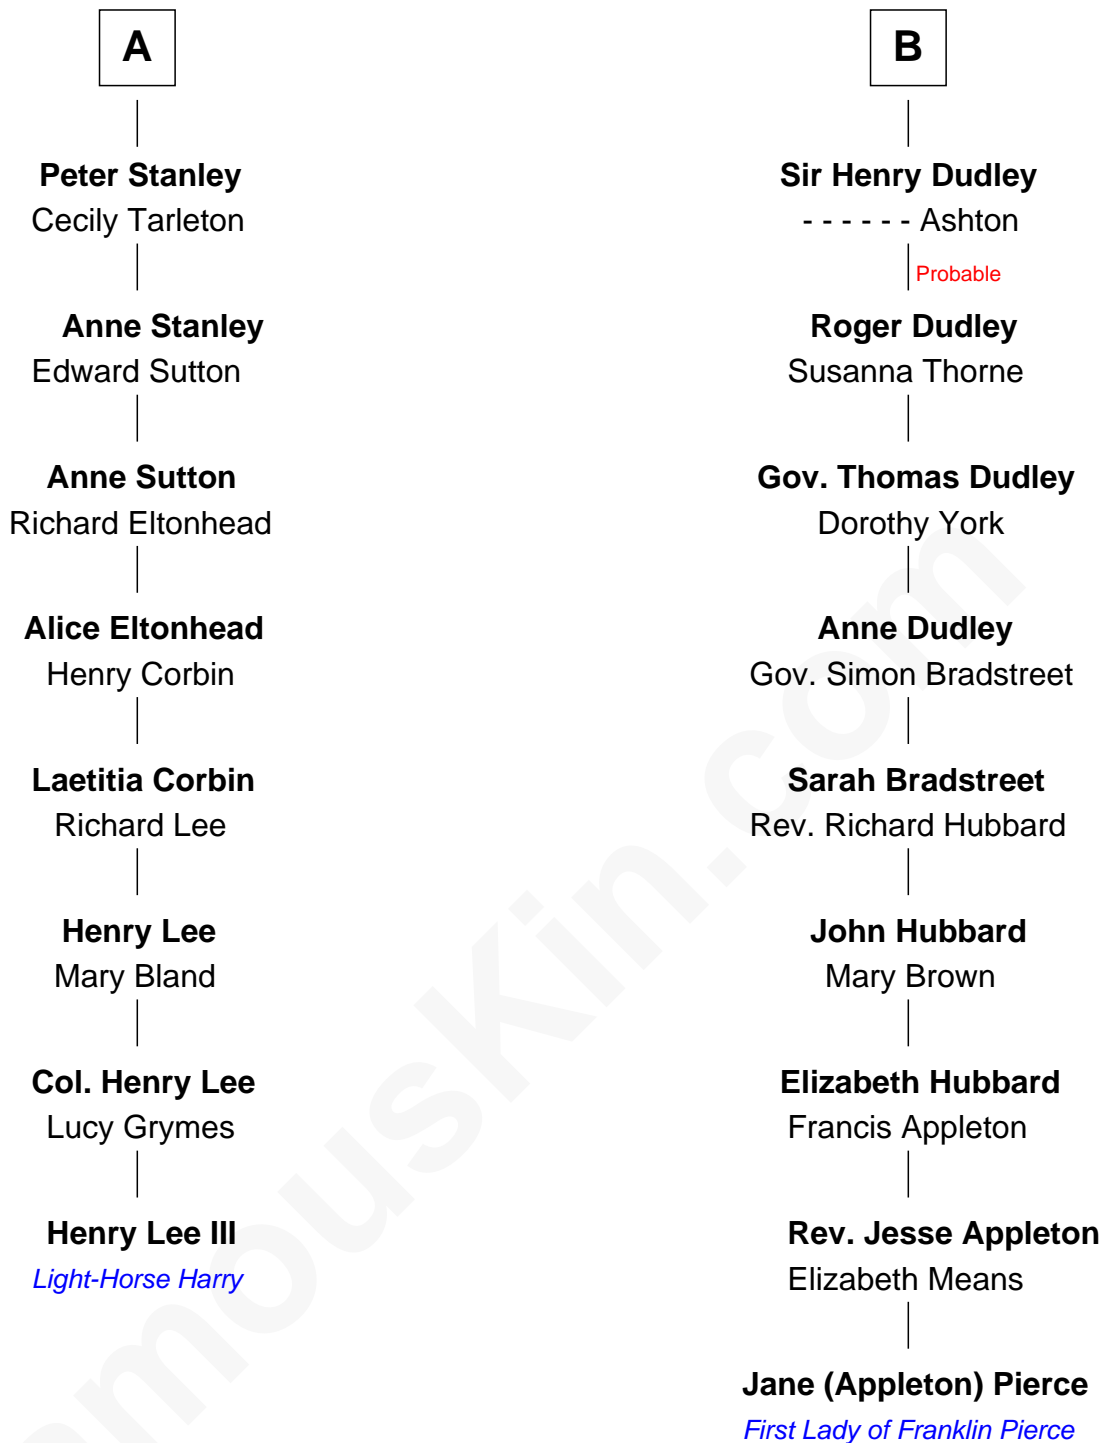 A
Peter Stanley
Cecily Tarleton
Anne Stanley
Edward Sutton
Anne Sutton
Richard Eltonhead
Alice Eltonhead
Henry Corbin
Laetitia Corbin
Richard Lee
Henry Lee
Mary Bland
Col. Henry Lee
Lucy Grymes
Henry Lee III
Light-Horse Harry
B
Sir Henry Dudley
- - - - - - Ashton
Probable
Roger Dudley
Susanna Thorne
Gov. Thomas Dudley
Dorothy York
Anne Dudley
Gov. Simon Bradstreet
Sarah Bradstreet
Rev. Richard Hubbard
John Hubbard
Mary Brown
Elizabeth Hubbard
Francis Appleton
Rev. Jesse Appleton
Elizabeth Means
Jane (Appleton) Pierce
First Lady of Franklin Pierce
amousKin.com